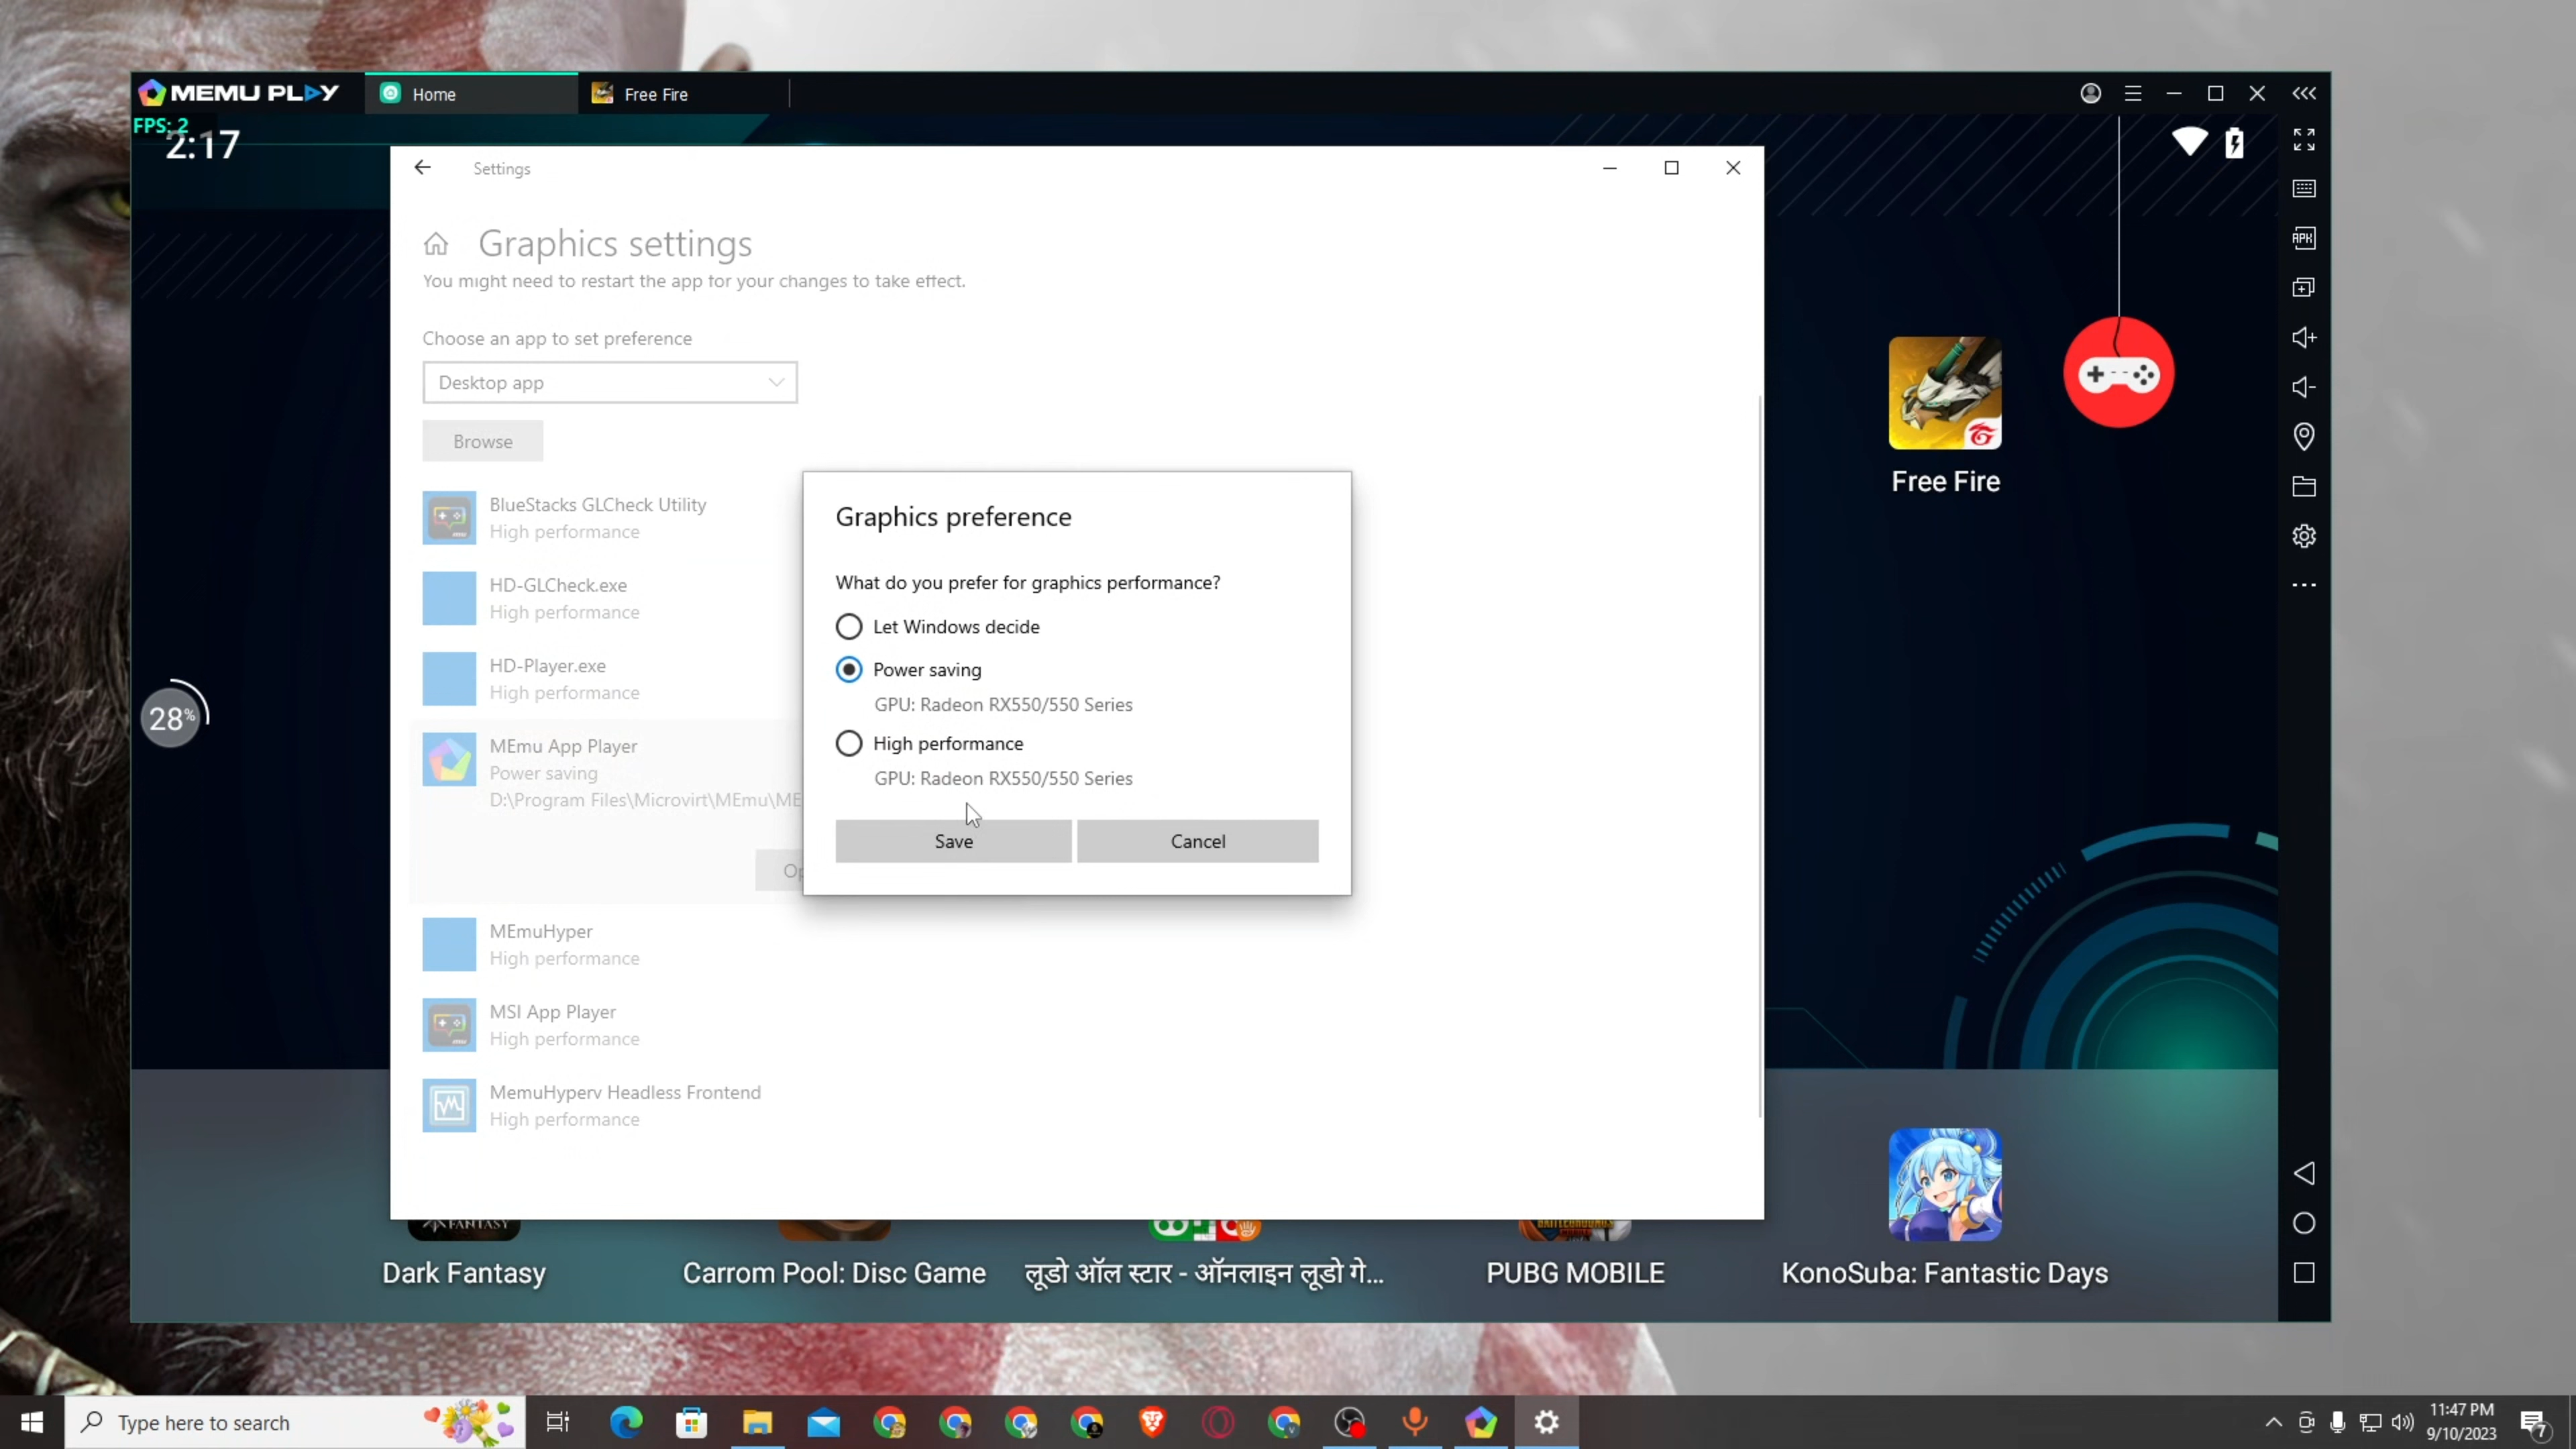 MEMU PLAY
Home
Free Fire
FPS: 2
2:17
Settings
Graphics settings
You might need to restart the app for your changes to take effect.
Choose an app to set preference
Desktop app
Browse
BlueStacks GLCheck Utility
High performance
HD-GLCheck.exe
High performance
HD-Player.exe
High performance
MEmu App Player
Power saving
D:\Program Files\Microvirt\MEmu\ME
Op
MEmuHyper
High performance
MSI App Player
High performance
MemuHyperv Headless Frontend
High performance
Graphics preference
What do you prefer for graphics performance?
Let Windows decide
Power saving
GPU: Radeon RX550/550 Series
High performance
GPU: Radeon RX550/550 Series
Save
Cancel
28%
Free Fire
APK
FANTASY
BATTLEGROUNDS
Dark Fantasy
Carrom Pool: Disc Game
लूडो ऑल स्टार - ऑनलाइन लूडो गे...
PUBG MOBILE
KonoSuba: Fantastic Days
Type here to search
11:47 PM
9/10/2023
7